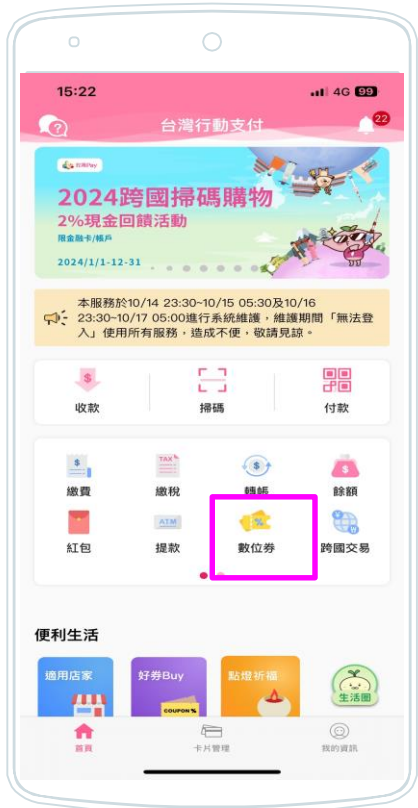 15:22
4G 99
台灣行動支付
22
台灣Pay
2024跨國掃碼購物
2%現金回饋活動
限金融卡/帳戶
2024/1/1-12-31
本服務於10/14 23:30~10/15 05:30及10/16
23:30~10/17 05:00進行系統維護，維護期間「無法登
入」使用所有服務，造成不便，敬請見諒。
收款
掃碼
付款
TAX
繳費
繳稅
轉帳
餘額
ATM
紅包
提款
數位券
跨國交易
便利生活
適用店家
好券Buy
點燈祈福
生活圈
COUPON %
首頁
卡片管理
我的資訊